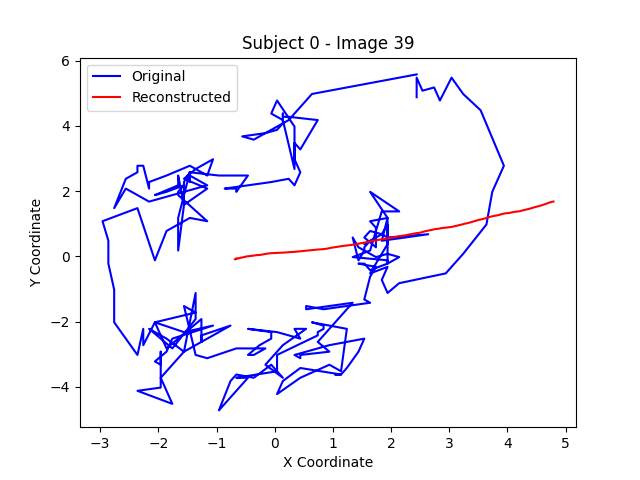 Subject 0 - Image 39
Original
Reconstructed
Y Coordinate
6
4
2
0
−2
−4
−3 −2 −1 0 1 2 3 4 5
X Coordinate